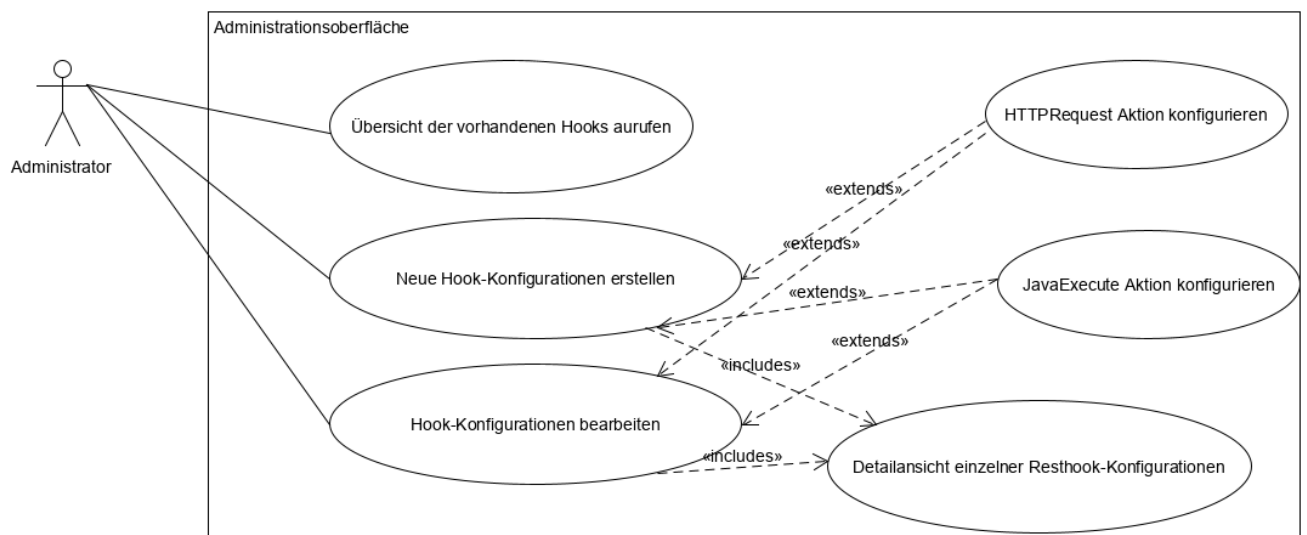 Administrationsoberfläche
Übersicht der vorhandenen Hooks aurufen
HTTPRequest Aktion konfigurieren
Administrator
«extends»
«extends»
Neue Hook-Konfigurationen erstellen
JavaExecute Aktion konfigurieren
«extends»
«extends»
«includes»
Hook-Konfigurationen bearbeiten
«includes»
Detailansicht einzelner Resthook-Konfigurationen